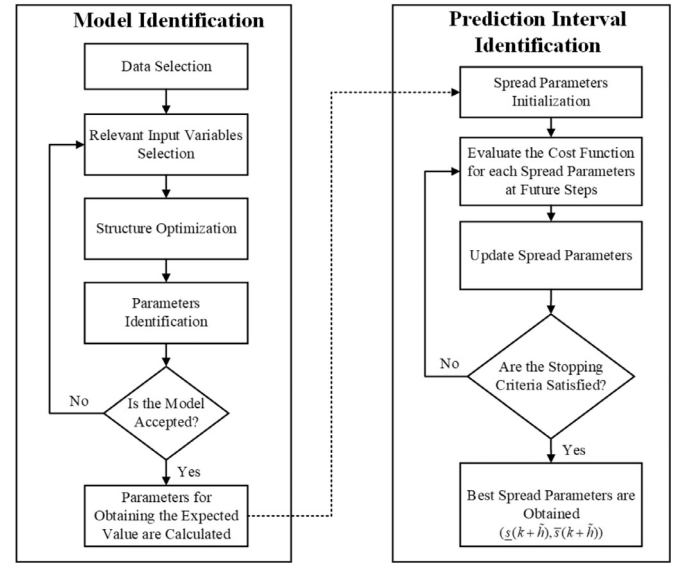 Model Identification
Data Selection
Relevant Input Variables
Selection
Structure Optimization
Parameters
Identification
Is the Model
Accepted?
No
Yes
Parameters for
Obtaining the Expected
Value are Calculated
Prediction Interval
Identification
Spread Parameters
Initialization
Evaluate the Cost Function
for each Spread Parameters
at Future Steps
Update Spread Parameters
Are the Stopping
Criteria Satisfied?
No
Yes
Best Spread Parameters are
Obtained
(s̲(k+h̃),s̅(k+h̃))